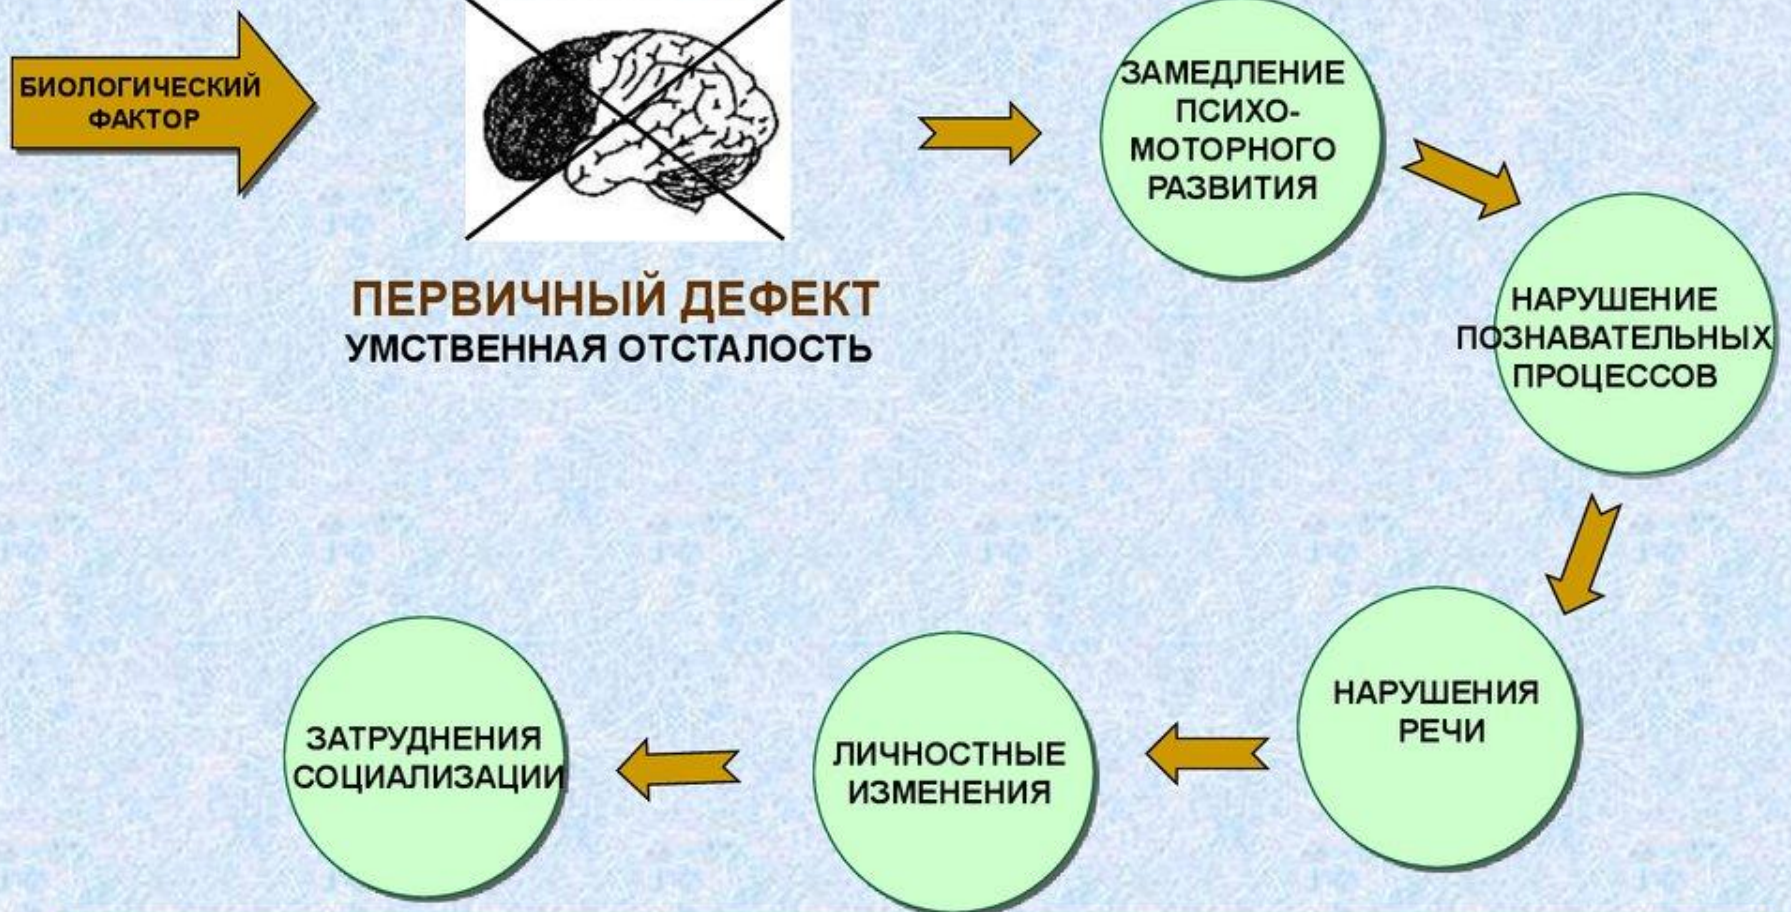 БИОЛОГИЧЕСКИЙ
ФАКТОР
ПЕРВИЧНЫЙ ДЕФЕКТ
УМСТВЕННАЯ ОТСТАЛОСТЬ
ЗАМЕДЛЕНИЕ
ПСИХО-
МОТОРНОГО
РАЗВИТИЯ
НАРУШЕНИЕ
ПОЗНАВАТЕЛЬНЫХ
ПРОЦЕССОВ
НАРУШЕНИЯ
РЕЧИ
ЛИЧНОСТНЫЕ
ИЗМЕНЕНИЯ
ЗАТРУДНЕНИЯ
СОЦИАЛИЗАЦИИ